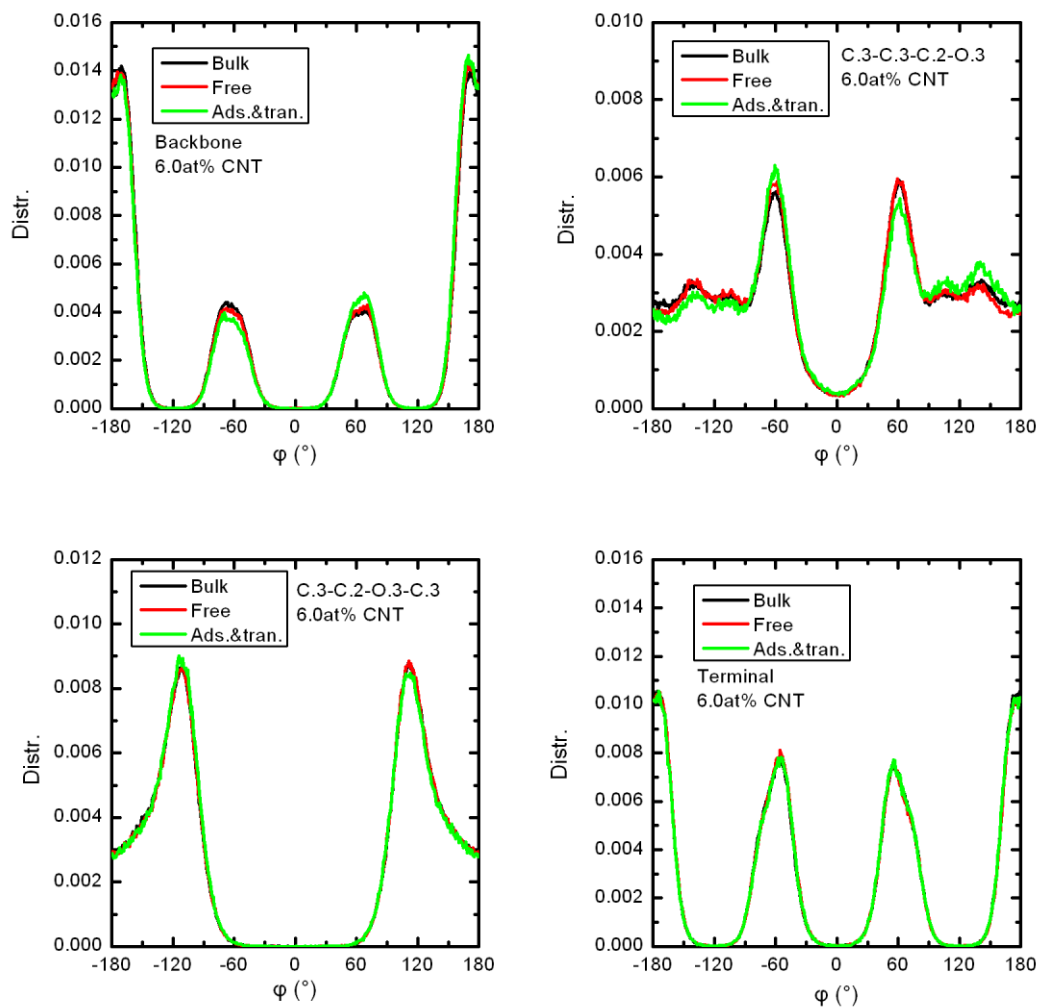 0.016
0.014
0.012
0.010
0.008
0.006
0.004
0.002
0.000
Distr.
Bulk
Free
Ads.&tran.
Backbone
6.0at% CNT
-180 -120 -60 0 60 120 180
φ (°)
0.010
0.008
0.006
0.004
0.002
0.000
Distr.
Bulk
Free
Ads.&tran.
C.3-C.3-C.2-O.3
6.0at% CNT
-180 -120 -60 0 60 120 180
φ (°)
0.012
0.010
0.008
0.006
0.004
0.002
0.000
Distr.
Bulk
Free
Ads.&tran.
C.3-C.2-O.3-C.3
6.0at% CNT
-180 -120 -60 0 60 120 180
φ (°)
0.016
0.014
0.012
0.010
0.008
0.006
0.004
0.002
0.000
Distr.
Bulk
Free
Ads.&tran.
Terminal
6.0at% CNT
-180 -120 -60 0 60 120 180
φ (°)